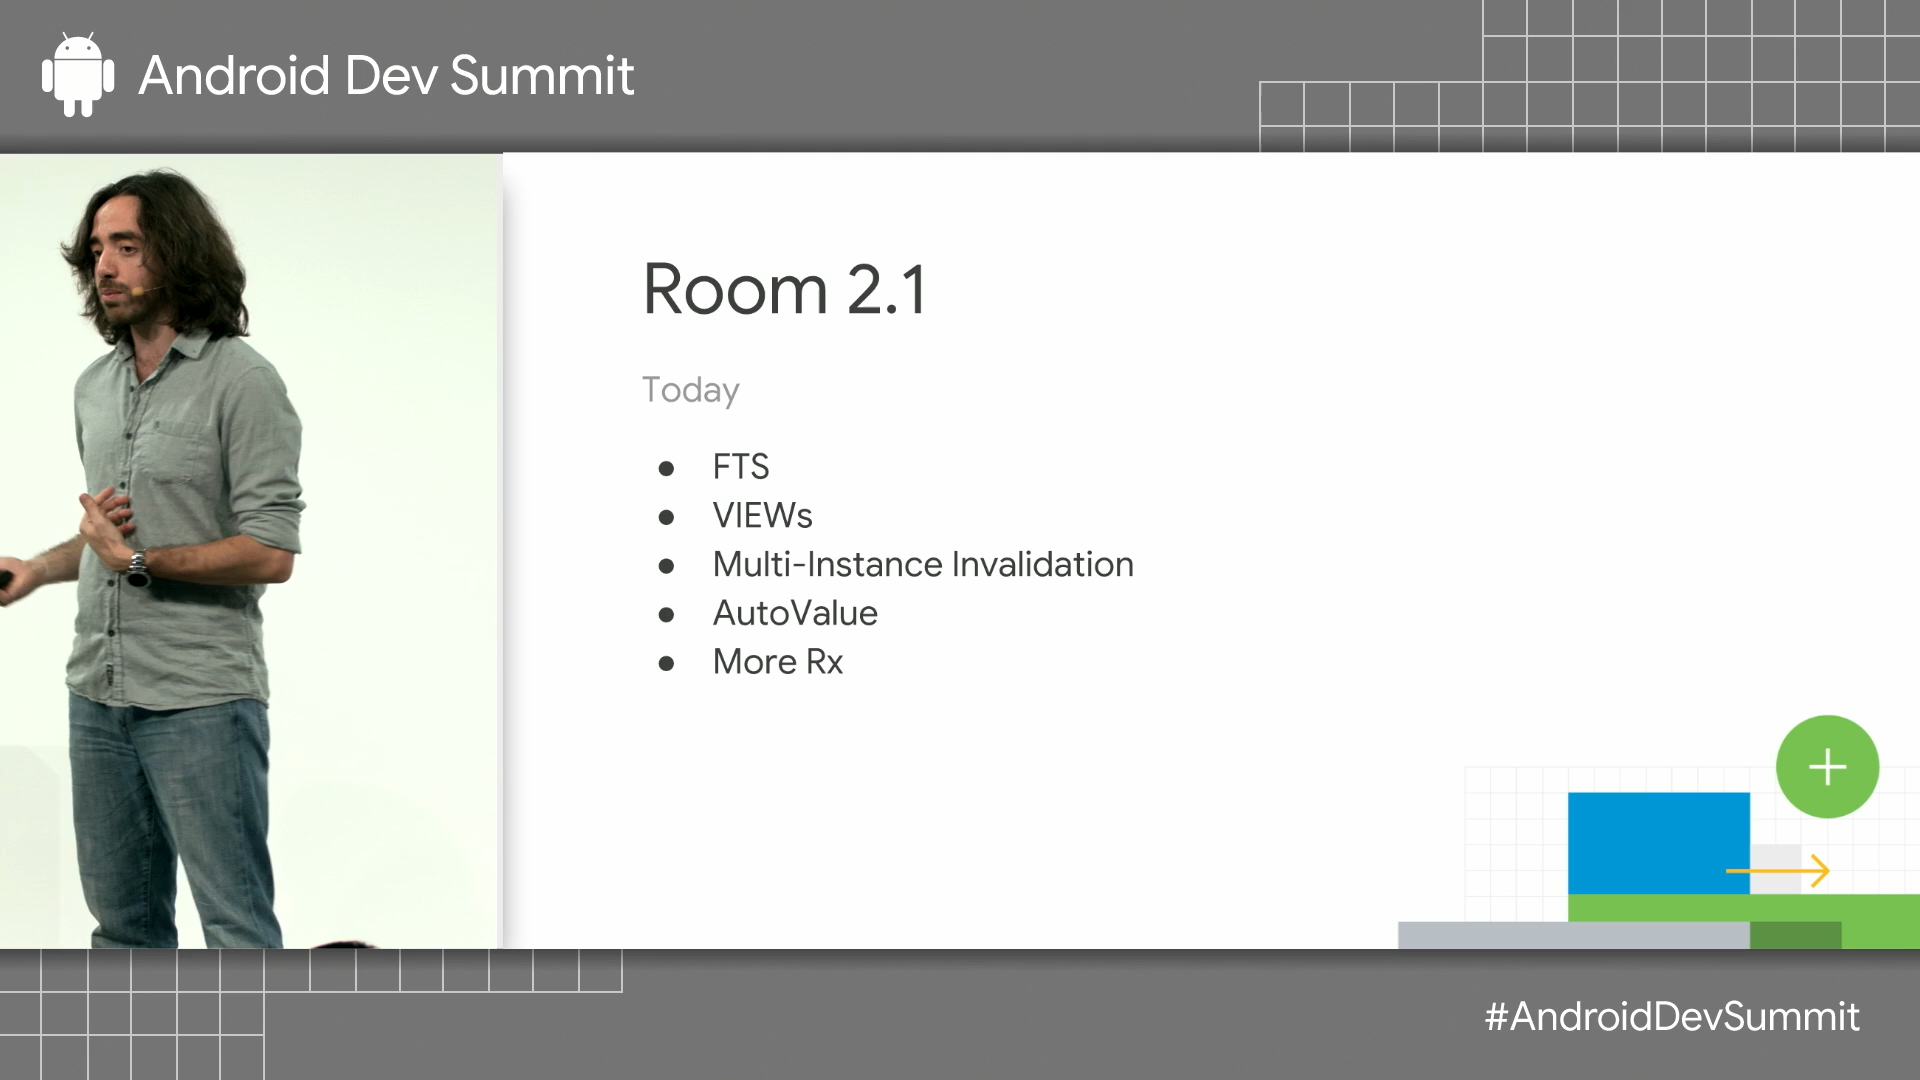 Android Dev Summit
Room 2.1
Today
● FTS
● VIEWs
● Multi-Instance Invalidation
● AutoValue
● More Rx
#AndroidDevSummit